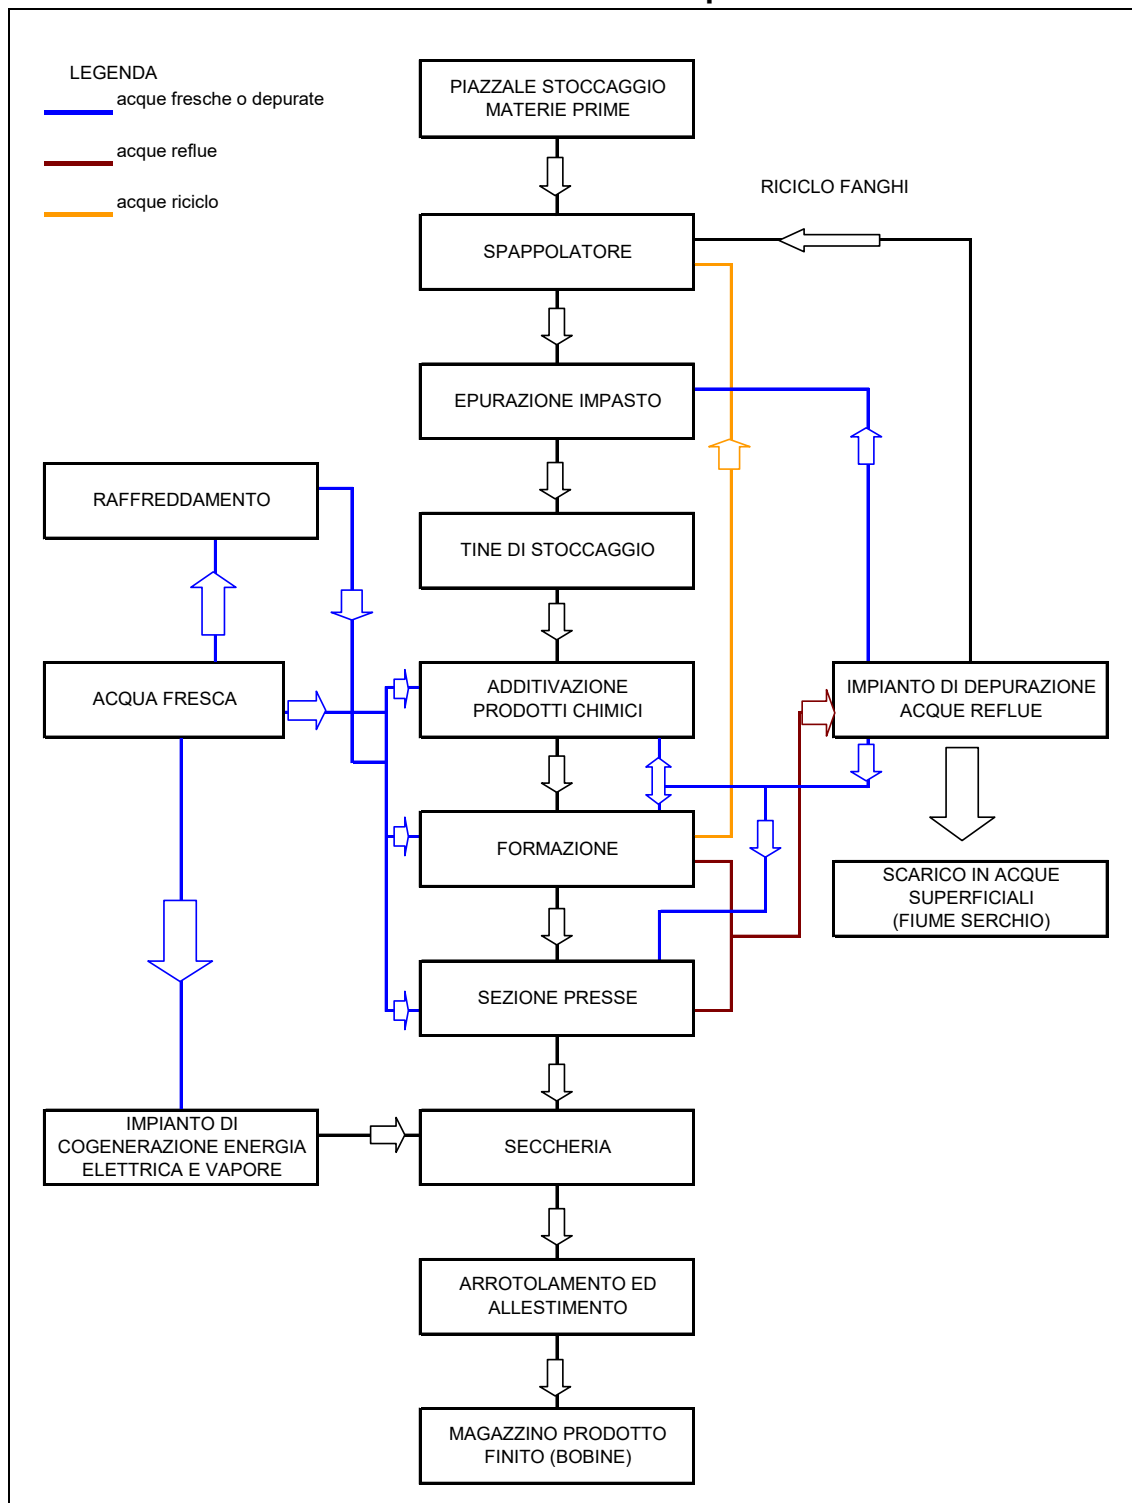 LEGENDA
acque fresche o depurate
acque reflue
acque riciclo
PIAZZALE STOCCAGGIO
MATERIE PRIME
RICICLO FANGHI
SPAPPOLATORE
EPURAZIONE IMPASTO
RAFFREDDAMENTO
TINE DI STOCCAGGIO
ACQUA FRESCA
ADDITIVAZIONE
PRODOTTI CHIMICI
IMPIANTO DI DEPURAZIONE
ACQUE REFLUE
FORMAZIONE
SCARICO IN ACQUE
SUPERFICIALI
(FIUME SERCHIO)
SEZIONE PRESSE
IMPIANTO DI
COGENERAZIONE ENERGIA
ELETTRICA E VAPORE
SECCHERIA
ARROTOLAMENTO ED
ALLESTIMENTO
MAGAZZINO PRODOTTO
FINITO (BOBINE)